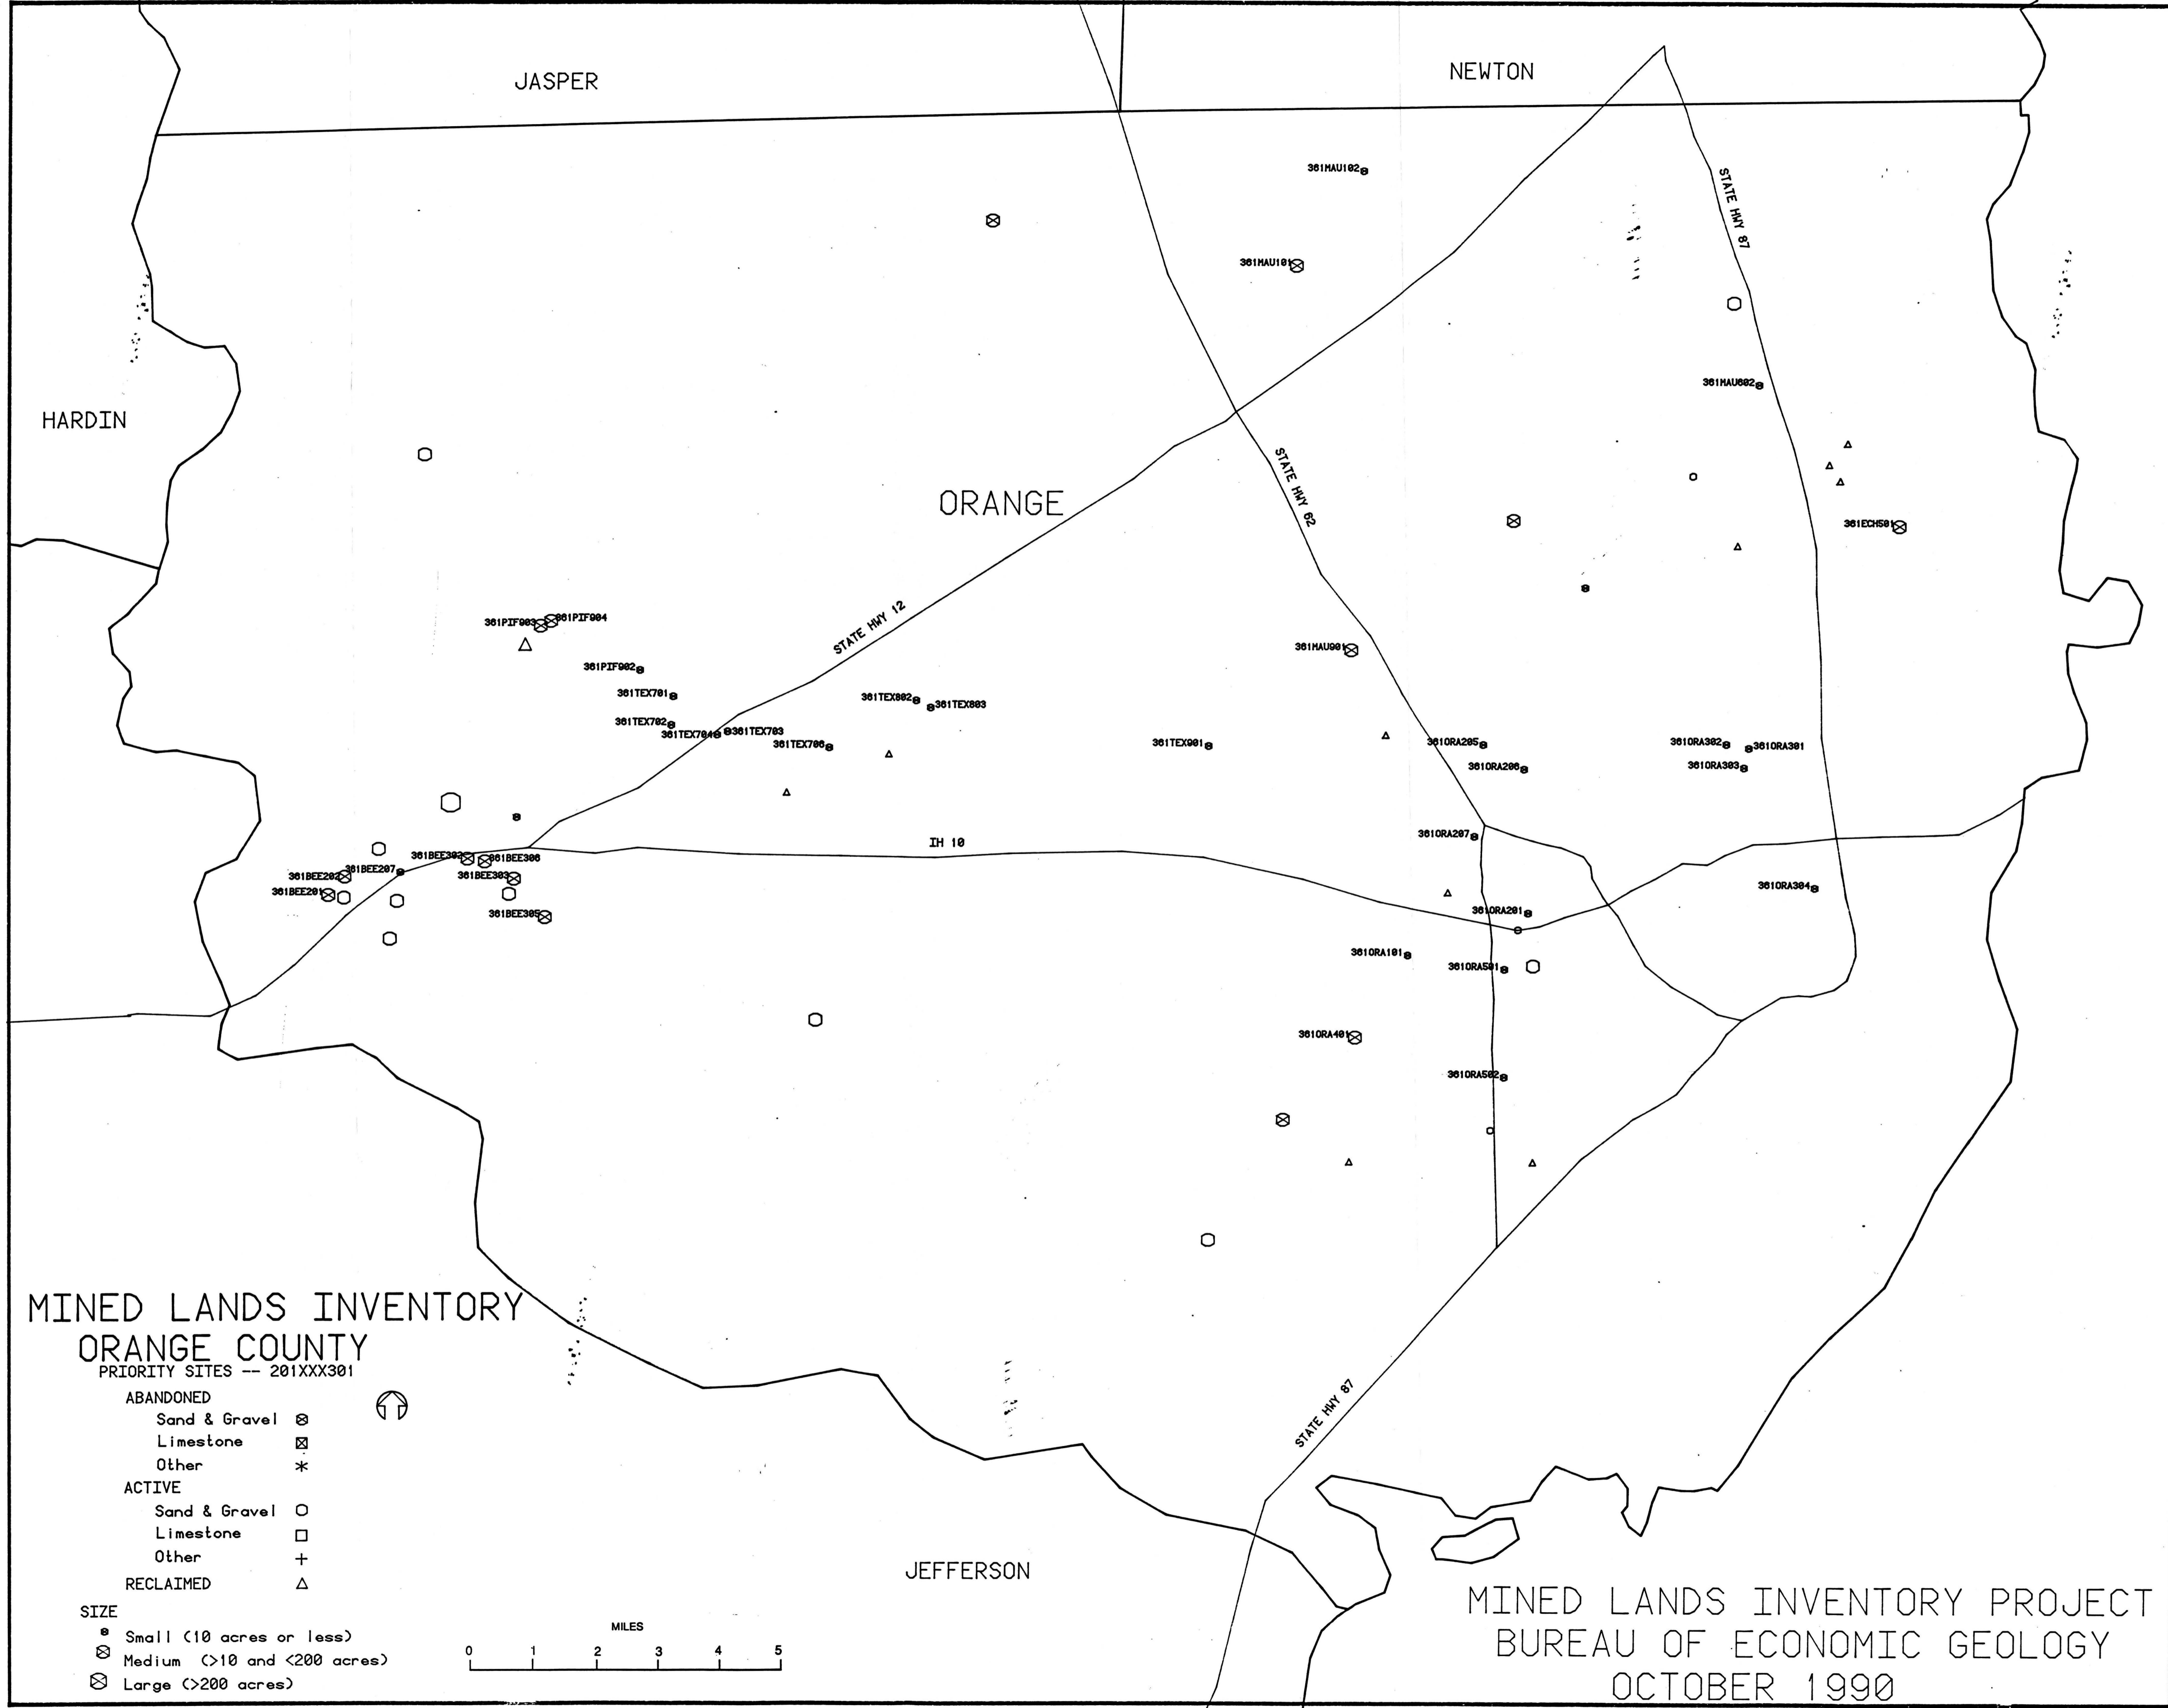 JASPER
NEWTON
361MAU102
STATE HWY 87
361MAU101
361MAU602
HARDIN
ORANGE
STATE HWY 62
361ECH501
361PIF903
361PIF904
STATE HWY 12
361MAU901
361PIF902
361TEX701
361TEX802
361TEX803
361TEX702
361TEX704
361TEX703
361TEX706
361TEX901
361ORA205
361ORA302
361ORA301
361ORA206
361ORA303
361ORA207
IH 10
361BEE302
361BEE306
361BEE207
361BEE202
361BEE303
361BEE201
361ORA304
361BEE305
361ORA201
361ORA101
361ORA501
361ORA401
361ORA502
MINED LANDS INVENTORY
ORANGE COUNTY
PRIORITY SITES -- 201XXX301
ABANDONED
Sand & Gravel
Limestone
Other
ACTIVE
Sand & Gravel
Limestone
Other
RECLAIMED
SIZE
Small (10 acres or less)
Medium (>10 and <200 acres)
Large (>200 acres)
MILES
0 1 2 3 4 5
STATE HWY 87
JEFFERSON
MINED LANDS INVENTORY PROJECT
BUREAU OF ECONOMIC GEOLOGY
OCTOBER 1990